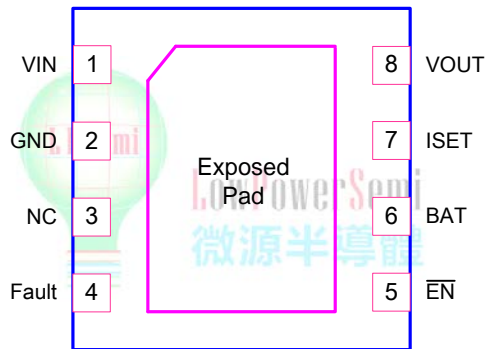 VIN 1 8 VOUT
GND 2 7 ISET
NC 3 6 BAT
Fault 4 5 E̅N̅
Exposed
Pad
LowPowerSemi
微源半導體